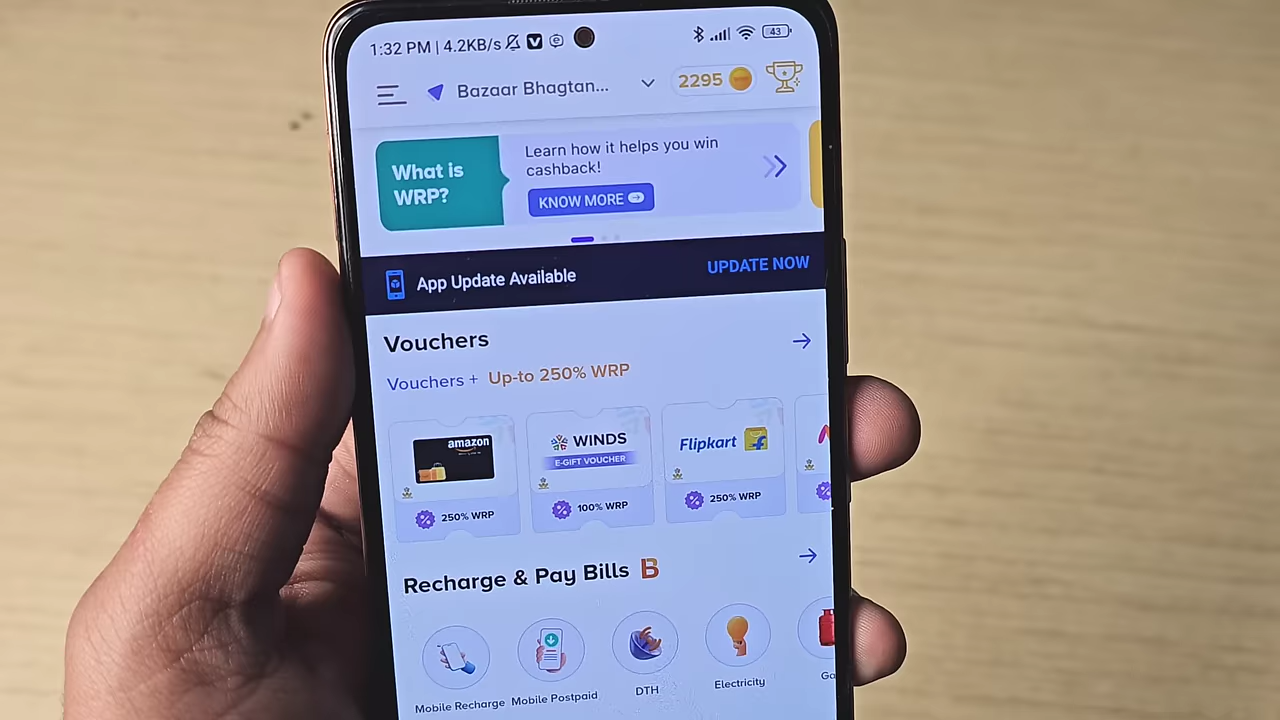 1:32 PM | 4.2KB/s
43
Bazaar Bhagtan...
2295
What is
WRP?
Learn how it helps you win
cashback!
KNOW MORE
App Update Available
UPDATE NOW
Vouchers
Vouchers + Up-to 250% WRP
amazon
250% WRP
WINDS
E-GIFT VOUCHER
100% WRP
Flipkart
250% WRP
Recharge & Pay Bills
Mobile Recharge
Mobile Postpaid
DTH
Electricity
Ga